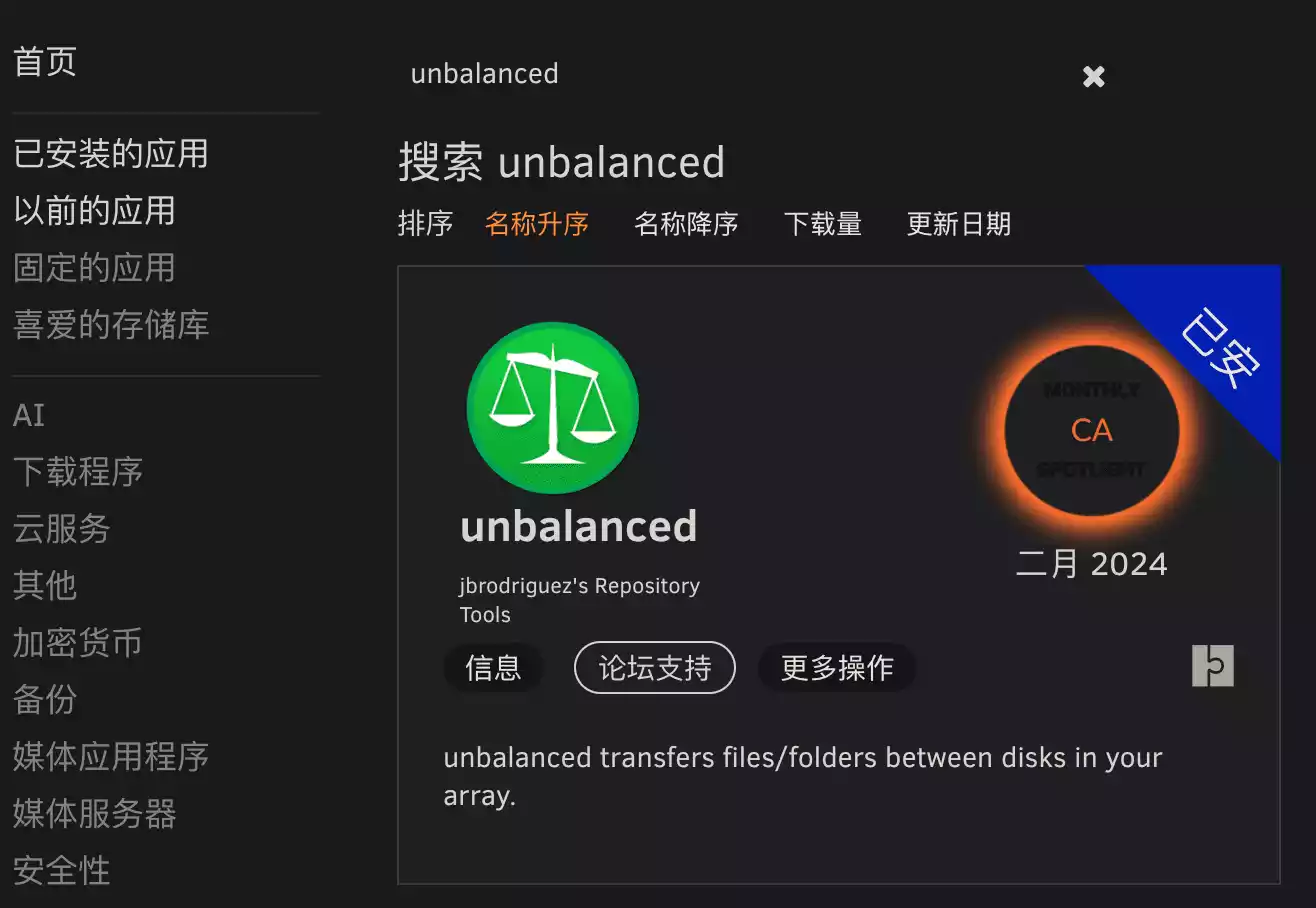 首页
已安装的应用
以前的应用
固定的应用
喜爱的存储库
AI
下载程序
云服务
其他
加密货币
备份
媒体应用程序
媒体服务器
安全性
unbalanced
搜索 unbalanced
排序 名称升序 名称降序 下载量 更新日期
已安
MONTHLY
CA
SPOTLIGHT
二月 2024
unbalanced
jbrodriguez's Repository
Tools
信息 论坛支持 更多操作
unbalanced transfers files/folders between disks in your
array.